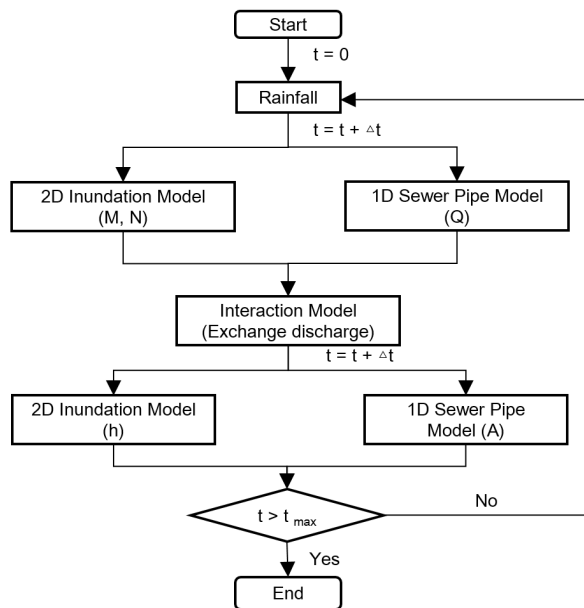 Start
t = 0
Rainfall
t = t + △t
2D Inundation Model
(M, N)
1D Sewer Pipe Model
(Q)
Interaction Model
(Exchange discharge)
t = t + △t
2D Inundation Model
(h)
1D Sewer Pipe
Model (A)
t > t max
No
Yes
End